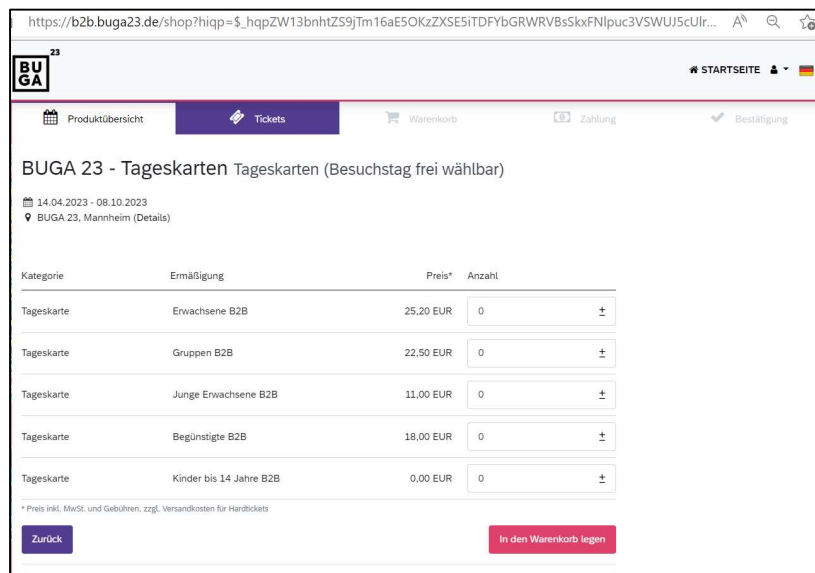 https://b2b.buga23.de/shop?hiqp=$_hqpZW13bnhtZS9jTm16aE5OKzZXSE5iTDFYbGRWRVBsSkxFNlpuc3VSWUJ5cUlr...
BU GA 23
STARTSEITE
Produktübersicht Tickets Warenkorb Zahlung Bestätigung
BUGA 23 - Tageskarten Tageskarten (Besuchstag frei wählbar)
14.04.2023 - 08.10.2023
BUGA 23, Mannheim (Details)
Kategorie Ermäßigung Preis* Anzahl
Tageskarte Erwachsene B2B 25,20 EUR 0 ±
Tageskarte Gruppen B2B 22,50 EUR 0 ±
Tageskarte Junge Erwachsene B2B 11,00 EUR 0 ±
Tageskarte Begünstigte B2B 18,00 EUR 0 ±
Tageskarte Kinder bis 14 Jahre B2B 0,00 EUR 0 ±
* Preis inkl. MwSt. und Gebühren, zzgl. Versandkosten für Hardtickets
Zurück In den Warenkorb legen